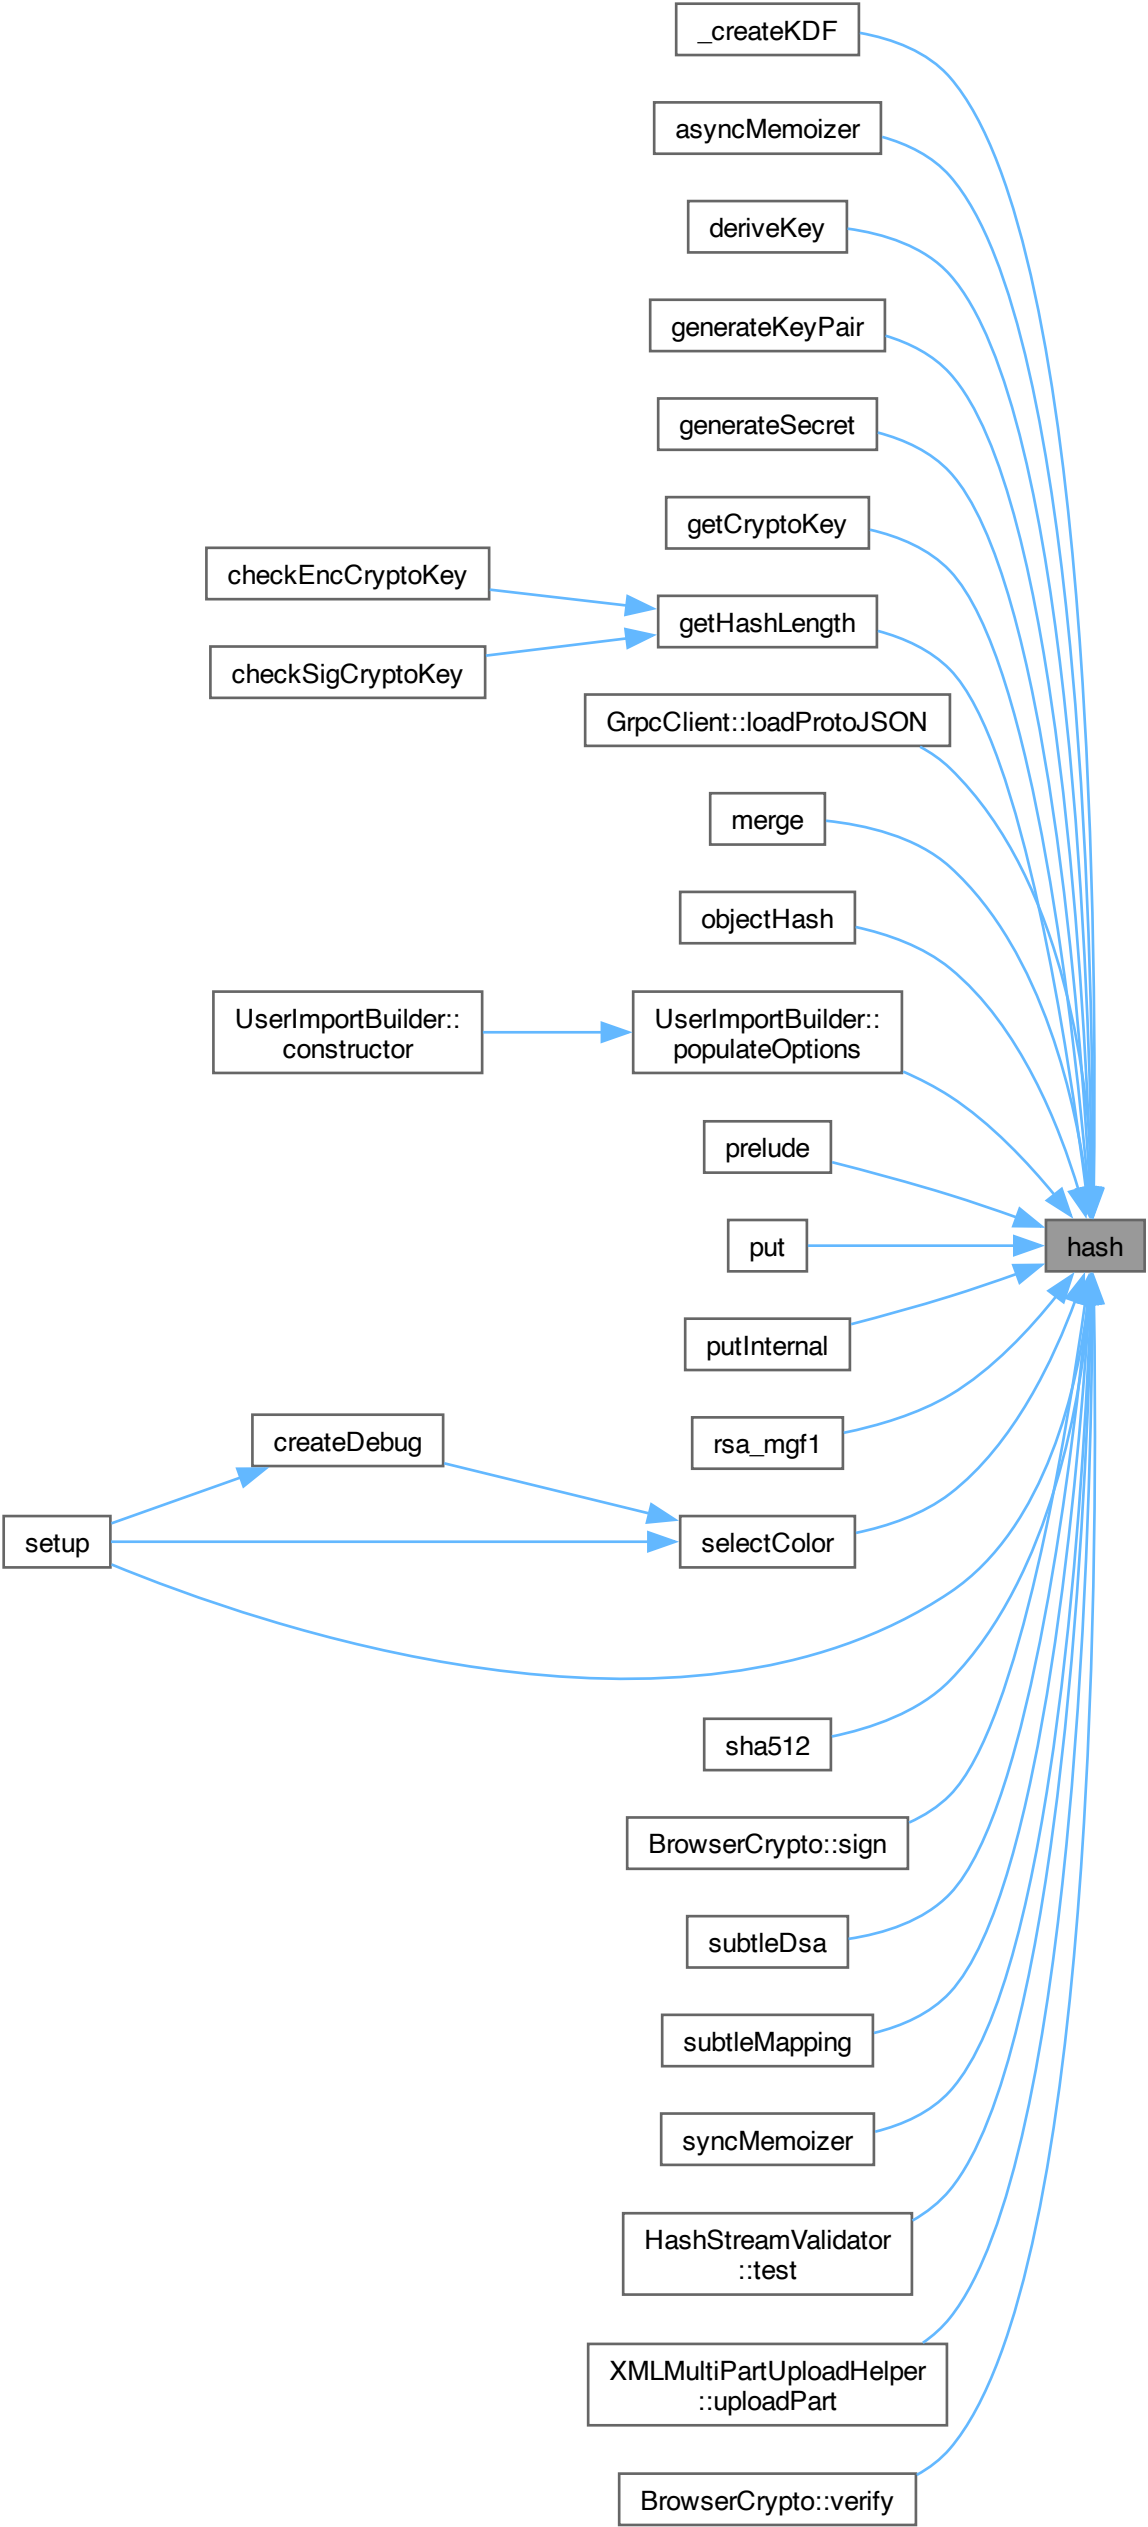 _createKDF
asyncMemoizer
deriveKey
generateKeyPair
generateSecret
getCryptoKey
checkEncCryptoKey
getHashLength
checkSigCryptoKey
GrpcClient::loadProtoJSON
merge
objectHash
UserImportBuilder::
constructor
UserImportBuilder::
populateOptions
prelude
put
hash
putInternal
rsa_mgf1
createDebug
setup
selectColor
sha512
BrowserCrypto::sign
subtleDsa
subtleMapping
syncMemoizer
HashStreamValidator
::test
XMLMultiPartUploadHelper
::uploadPart
BrowserCrypto::verify